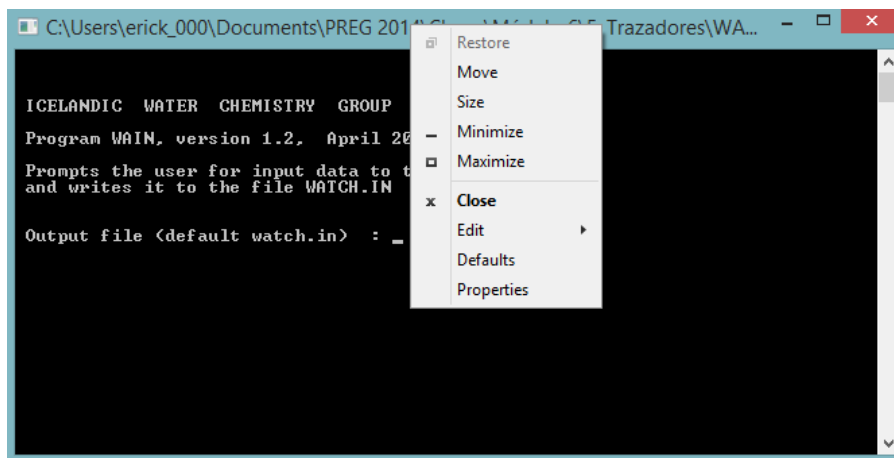 C:\Users\erick_000\Documents\PREG 2014\ Trazadores\WA...
Restore
Move
Size
Minimize
Maximize
Close
Edit
Defaults
Properties
ICELANDIC WATER CHEMISTRY GROUP
Program WAIN, version 1.2, April 20
Prompts the user for input data to t
and writes it to the file WATCH.IN
Output file (default watch.in) : _